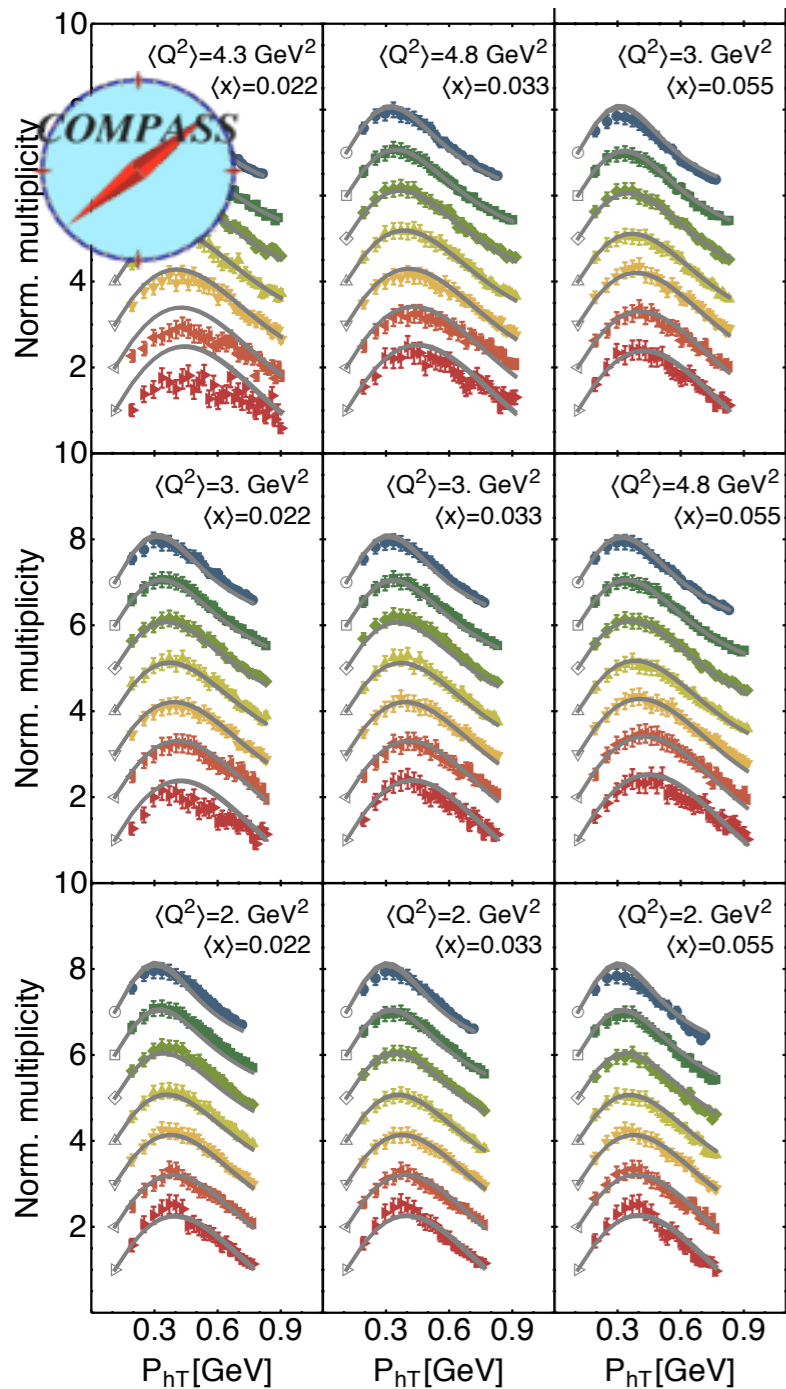 10
⟨Q²⟩=4.3 GeV² ⟨Q²⟩=4.8 GeV² ⟨Q²⟩=3. GeV²
⟨x⟩=0.022 ⟨x⟩=0.033 ⟨x⟩=0.055
COMPASS
Norm. multiplicity
4
2
10
⟨Q²⟩=3. GeV² ⟨Q²⟩=3. GeV² ⟨Q²⟩=4.8 GeV²
⟨x⟩=0.022 ⟨x⟩=0.033 ⟨x⟩=0.055
8
6
Norm. multiplicity
4
2
10
⟨Q²⟩=2. GeV² ⟨Q²⟩=2. GeV² ⟨Q²⟩=2. GeV²
⟨x⟩=0.022 ⟨x⟩=0.033 ⟨x⟩=0.055
8
6
Norm. multiplicity
4
2
0.3 0.6 0.9 0.3 0.6 0.9 0.3 0.6 0.9
P_hT[GeV] P_hT[GeV] P_hT[GeV]